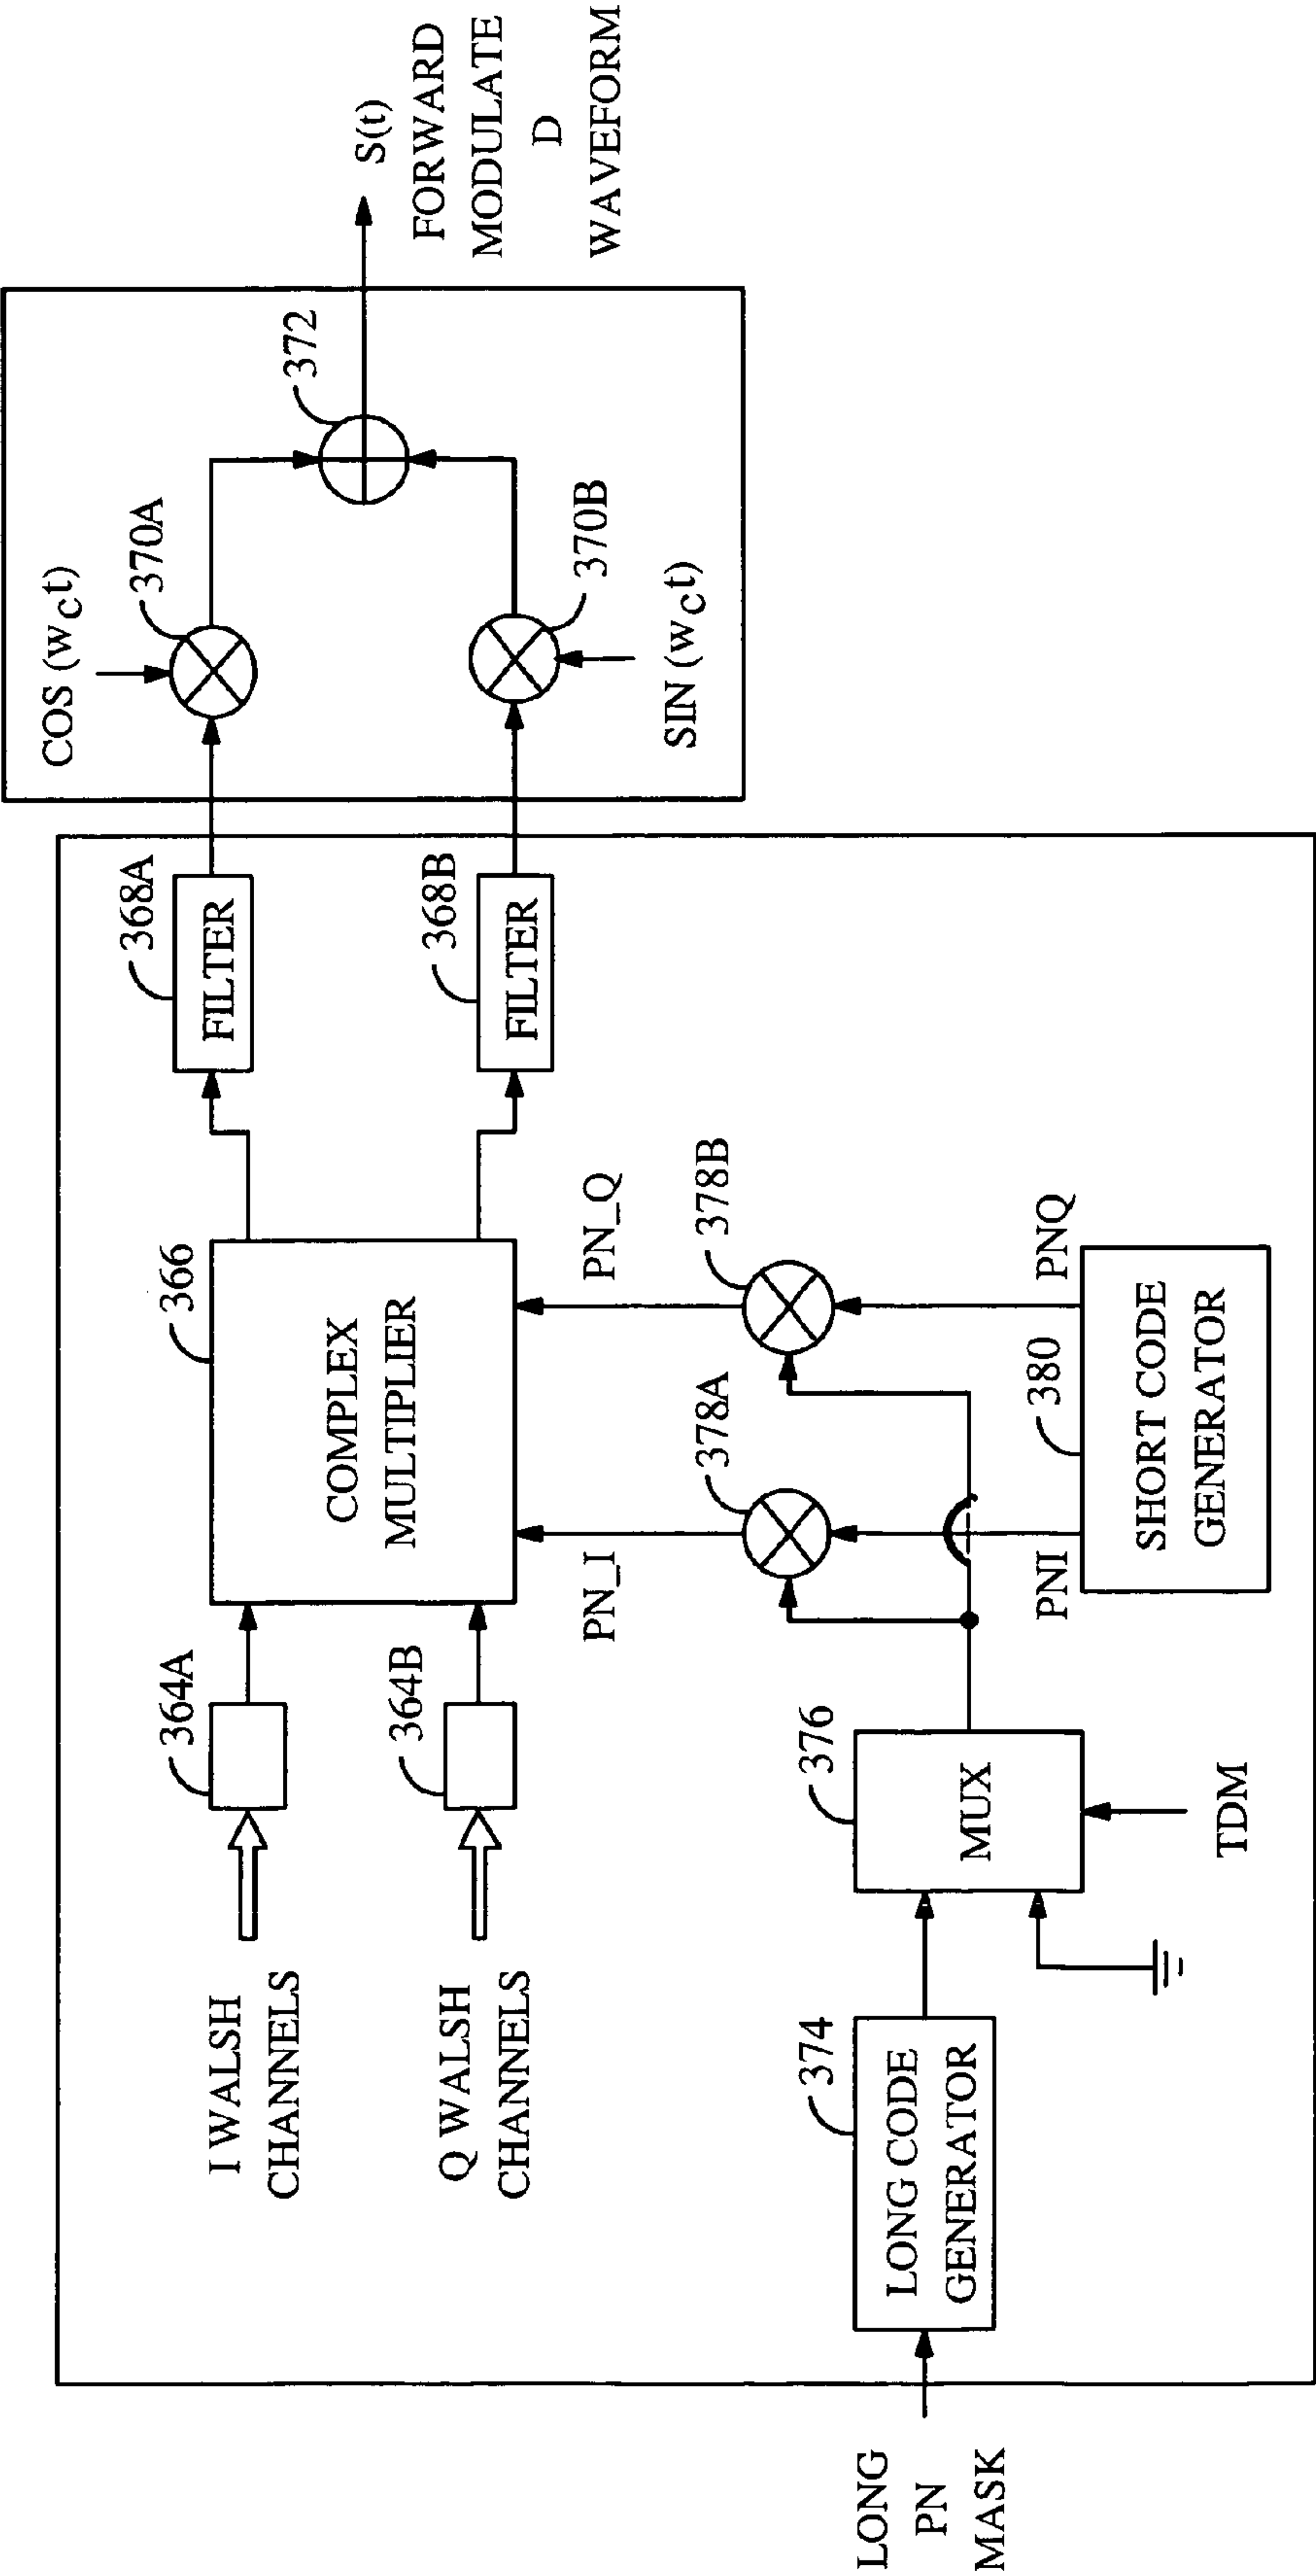 I WALSH
CHANNELS
364A
366
COMPLEX
MULTIPLIER
368A
FILTER
COS (wct)
370A
372
S(t)
FORWARD
MODULATE
D
WAVEFORM
Q WALSH
CHANNELS
364B
368B
FILTER
370B
SIN (wct)
PN_I
PN_Q
378A
378B
LONG
PN
MASK
374
LONG CODE
GENERATOR
376
MUX
TDM
PNI
380
PNQ
SHORT CODE
GENERATOR